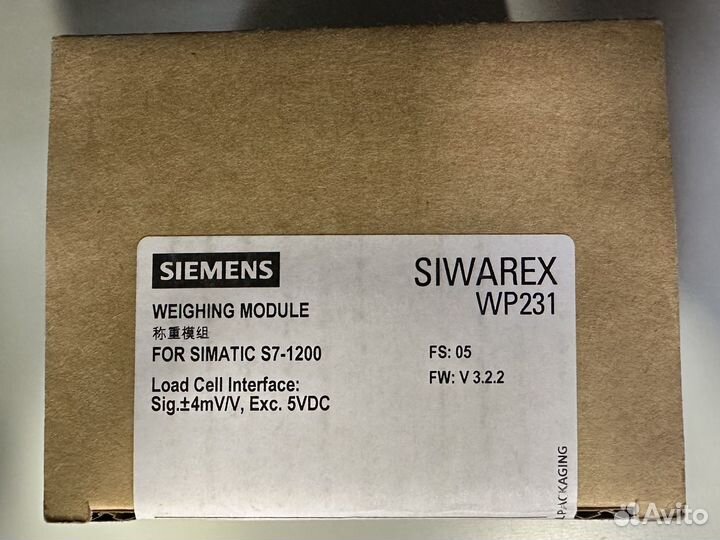 SIEMENS
SIWAREX
WP231
WEIGHING MODULE
称重模组
FOR SIMATIC S7-1200
FS: 05
Load Cell Interface:
FW: V 3.2.2
Sig.±4mV/V, Exc. 5VDC
PACKAGING
Avito